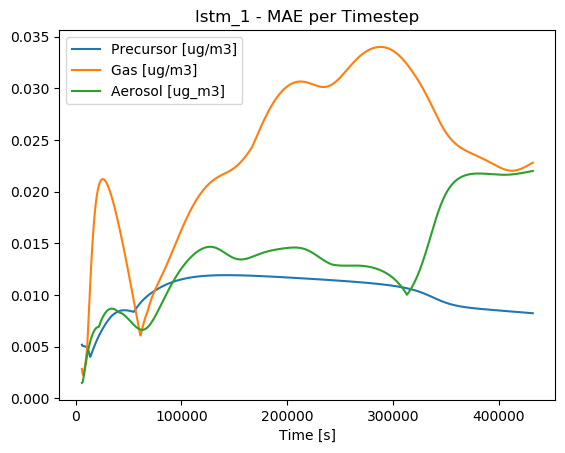 lstm_1 - MAE per Timestep
Precursor [ug/m3]
Gas [ug/m3]
Aerosol [ug_m3]
0.035
0.030
0.025
0.020
0.015
0.010
0.005
0.000
0 100000 200000 300000 400000
Time [s]